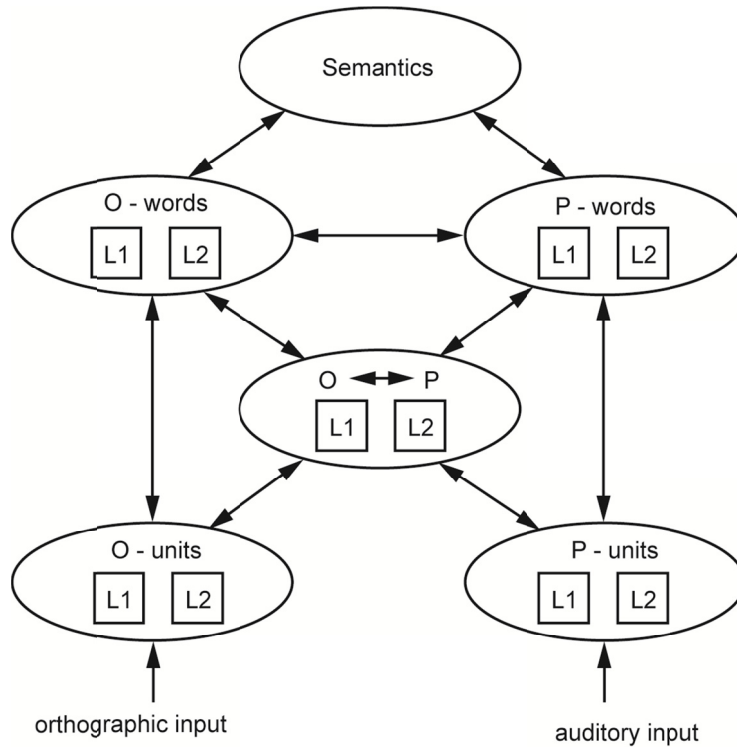 Semantics
O - words
L1 L2
P - words
L1 L2
O P
L1 L2
O - units
L1 L2
P - units
L1 L2
orthographic input
auditory input